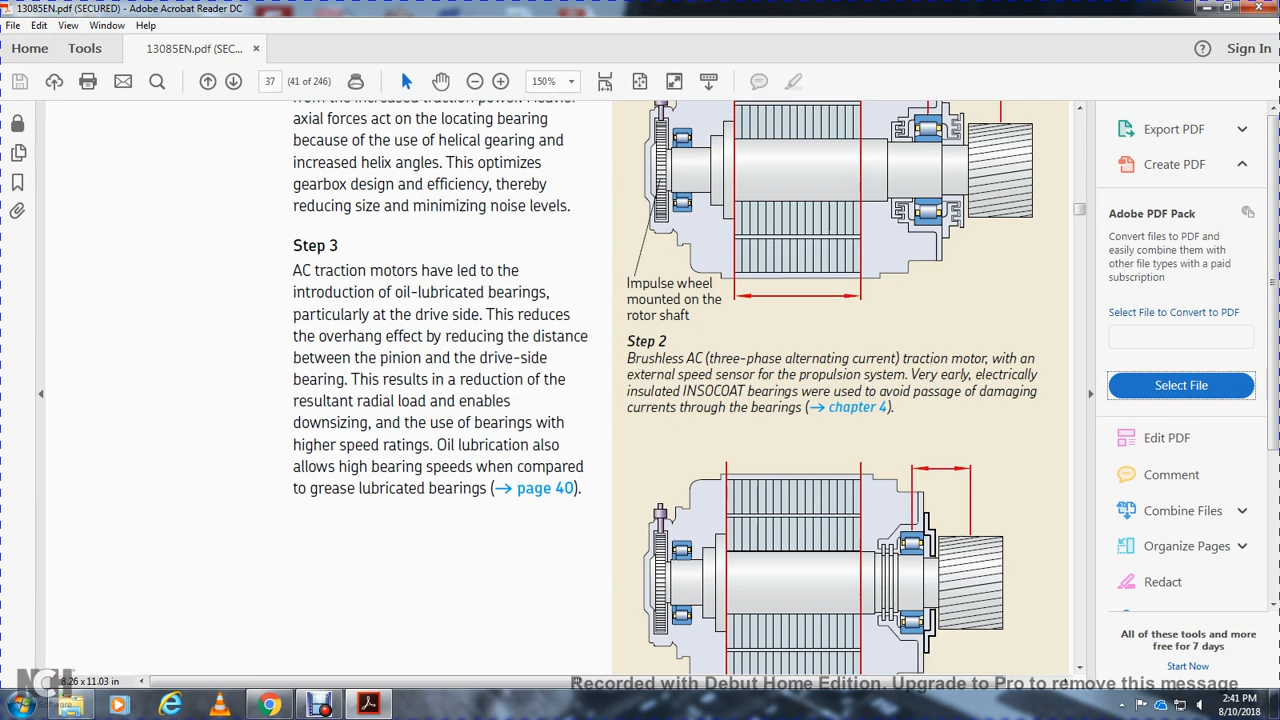 13085EN.pdf (SECURED) - Adobe Acrobat Reader DC
File Edit View Window Help
Home Tools 13085EN.pdf (SEC... × Sign In
37 (41 of 246) 150%
from the increased traction power. Heavier
axial forces act on the locating bearing
because of the use of helical gearing and
increased helix angles. This optimizes
gearbox design and efficiency, thereby
reducing size and minimizing noise levels.
Step 3
AC traction motors have led to the
introduction of oil-lubricated bearings,
particularly at the drive side. This reduces
the overhang effect by reducing the distance
between the pinion and the drive-side
bearing. This results in a reduction of the
resultant radial load and enables
downsizing, and the use of bearings with
higher speed ratings. Oil lubrication also
allows high bearing speeds when compared
to grease lubricated bearings (→ page 40).
Impulse wheel
mounted on the
rotor shaft
Step 2
Brushless AC (three-phase alternating current) traction motor, with an
external speed sensor for the propulsion system. Very early, electrically
insulated INSOCOAT bearings were used to avoid passage of damaging
currents through the bearings (→ chapter 4).
Export PDF
Create PDF
Adobe PDF Pack
Convert files to PDF and
easily combine them with
other file types with a paid
subscription
Select File to Convert to PDF
Select File
Edit PDF
Comment
Combine Files
Organize Pages
Redact
All of these tools and more
free for 7 days
Start Now
8.26 x 11.03 in
NCH
Software
Recorded with Debut Home Edition. Upgrade to Pro to remove this message
2:41 PM
8/10/2018